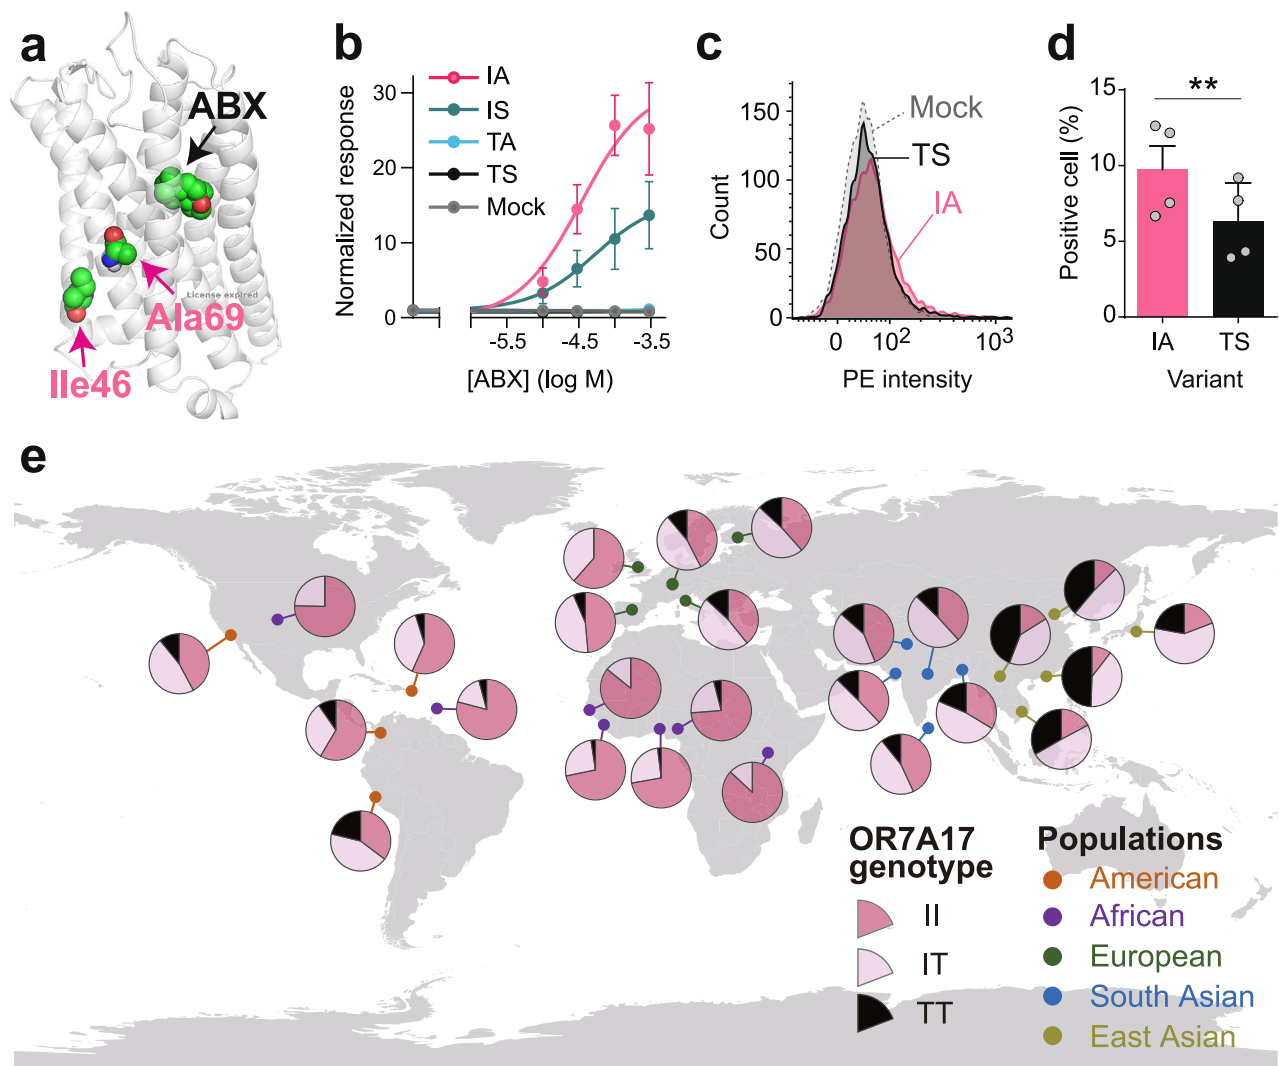 a
ABX
Ala69
Ile46
License expired
b
IA
IS
TA
TS
Mock
Normalized response
30
20
10
0
-5.5
-4.5
-3.5
[ABX] (log M)
c
Mock
TS
IA
Count
150
100
50
0
0
10²
10³
PE intensity
d
**
Positive cell (%)
15
10
5
0
IA
TS
Variant
e
OR7A17
genotype
II
IT
TT
Populations
American
African
European
South Asian
East Asian